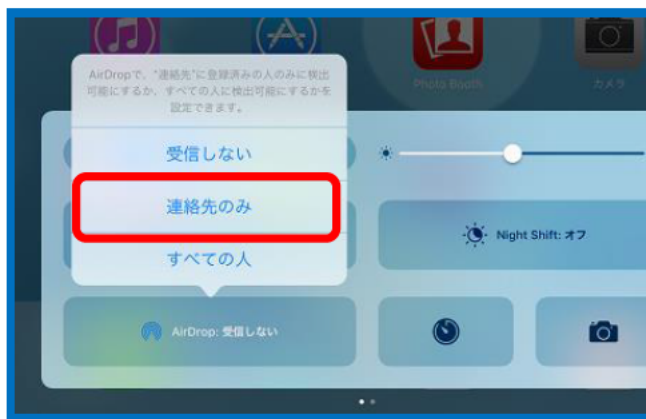 Photo Booth
カメラ
AirDropで、"連絡先"に登録済みの人のみに検出
可能にするか、すべての人に検出可能にするかを
設定できます。
受信しない
連絡先のみ
すべての人
Night Shift: オフ
AirDrop: 受信しない